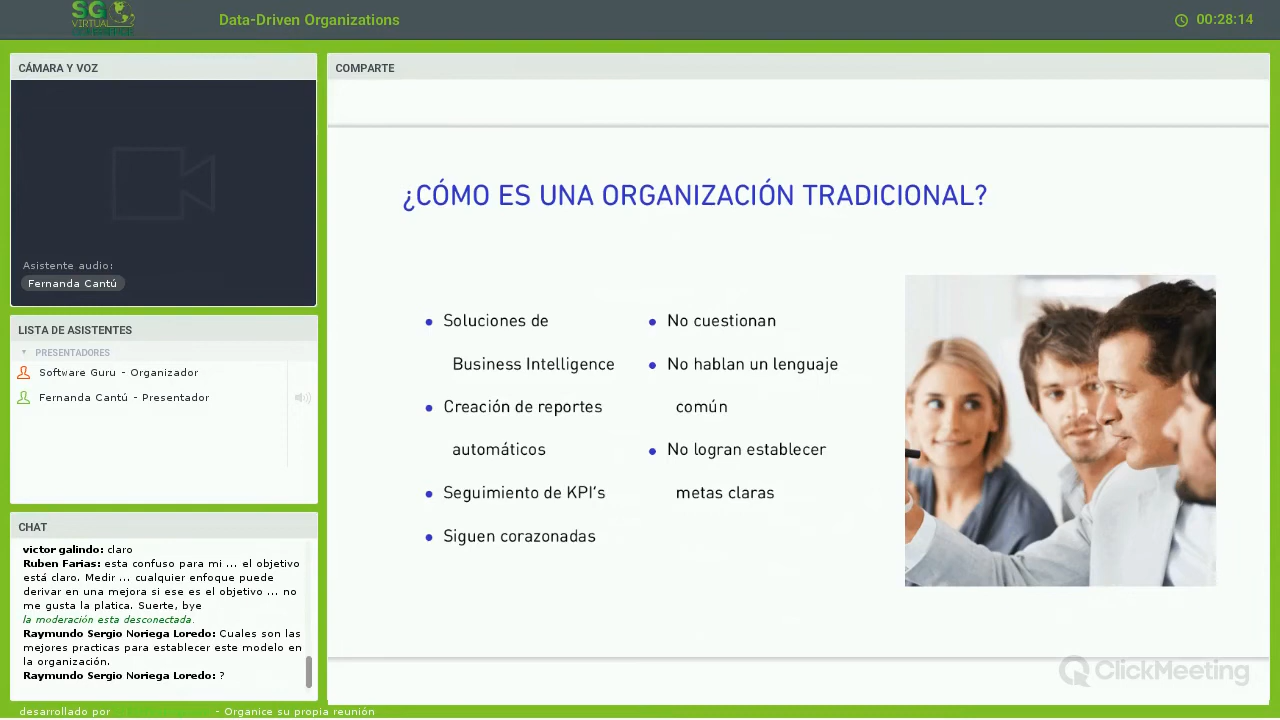 SG
VIRTUAL
Data-Driven Organizations
00:28:14
CÁMARA Y VOZ
Asistente audio:
Fernanda Cantú
LISTA DE ASISTENTES
PRESENTADORES
Software Guru - Organizador
Fernanda Cantú - Presentador
CHAT
victor galindo: claro
Ruben Farias: esta confuso para mi ... el objetivo
está claro. Medir ... cualquier enfoque puede
derivar en una mejora si ese es el objetivo ... no
me gusta la platica. Suerte, bye
la moderación esta desconectada.
Raymundo Sergio Noriega Loredo: Cuales son las
mejores practicas para establecer este modelo en
la organización.
Raymundo Sergio Noriega Loredo: ?
desarrollado por
- Organice su propia reunión
COMPARTE
¿CÓMO ES UNA ORGANIZACIÓN TRADICIONAL?
• Soluciones de
Business Intelligence
• Creación de reportes
automáticos
• Seguimiento de KPI's
• Siguen corazonadas
• No cuestionan
• No hablan un lenguaje
común
• No logran establecer
metas claras
ClickMeeting